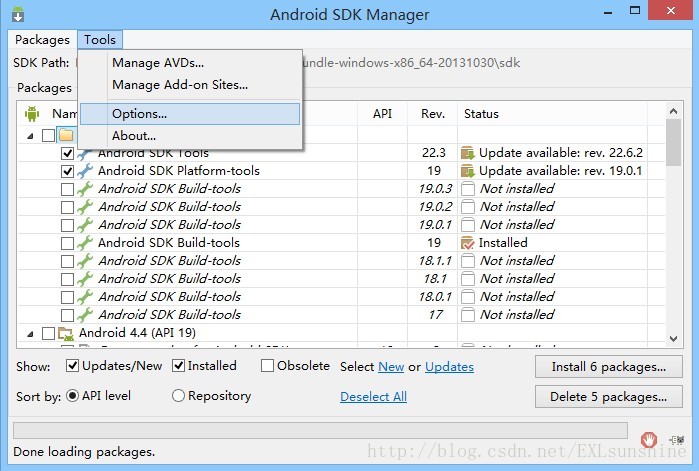 Android SDK Manager
Packages Tools
SDK Path: undle-windows-x86_64-20131030\sdk
Manage AVDs...
Manage Add-on Sites...
Packages
Options...
About...
API Rev. Status
Android SDK Tools 22.3 Update available: rev. 22.6.2
Android SDK Platform-tools 19 Update available: rev. 19.0.1
Android SDK Build-tools 19.0.3 Not installed
Android SDK Build-tools 19.0.2 Not installed
Android SDK Build-tools 19.0.1 Not installed
Android SDK Build-tools 19 Installed
Android SDK Build-tools 18.1.1 Not installed
Android SDK Build-tools 18.1 Not installed
Android SDK Build-tools 18.0.1 Not installed
Android SDK Build-tools 17 Not installed
Android 4.4 (API 19)
Show: Updates/New Installed Obsolete Select New or Updates Install 6 packages...
Sort by: API level Repository Deselect All Delete 5 packages...
Done loading packages.
http://blog.csdn.net/EXLsunshine